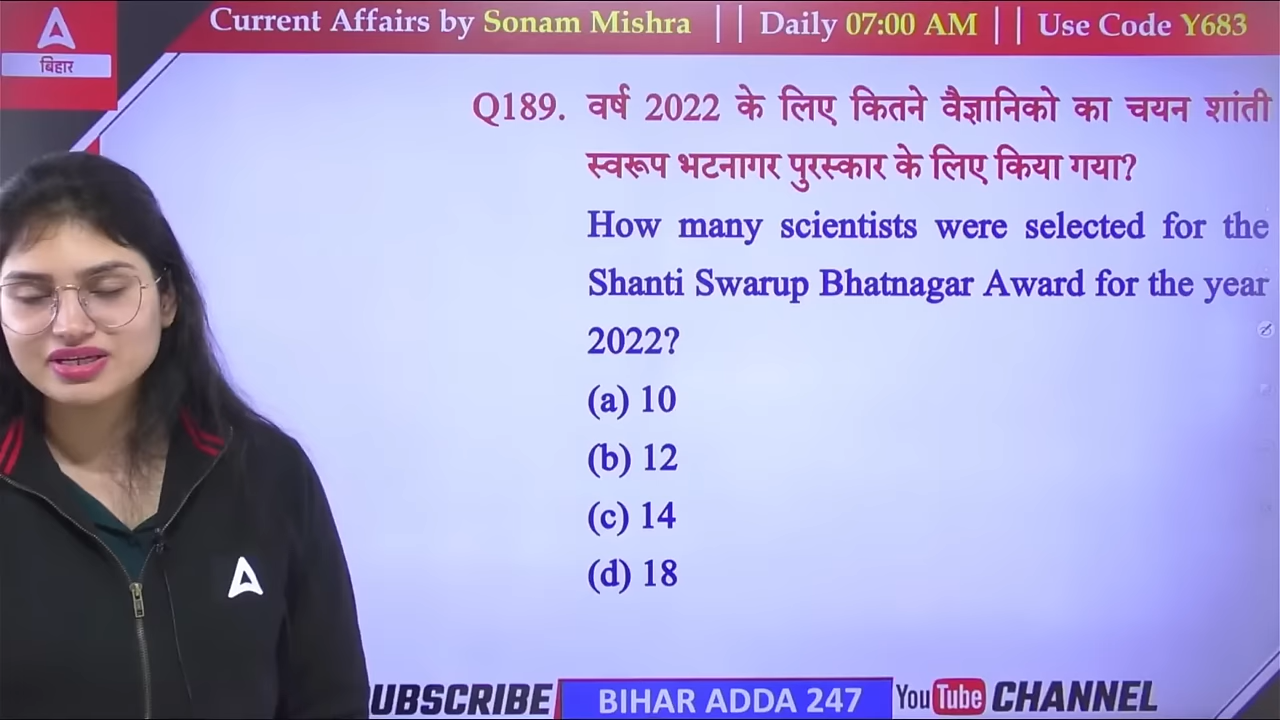 Current Affairs by Sonam Mishra || Daily 07:00 AM || Use Code Y683
बिहार
Q189. वर्ष 2022 के लिए कितने वैज्ञानिको का चयन शांती
स्वरूप भटनागर पुरस्कार के लिए किया गया?
How many scientists were selected for the
Shanti Swarup Bhatnagar Award for the year
2022?
(a) 10
(b) 12
(c) 14
(d) 18
UBSCRIBE BIHAR ADDA 247 YouTube CHANNEL